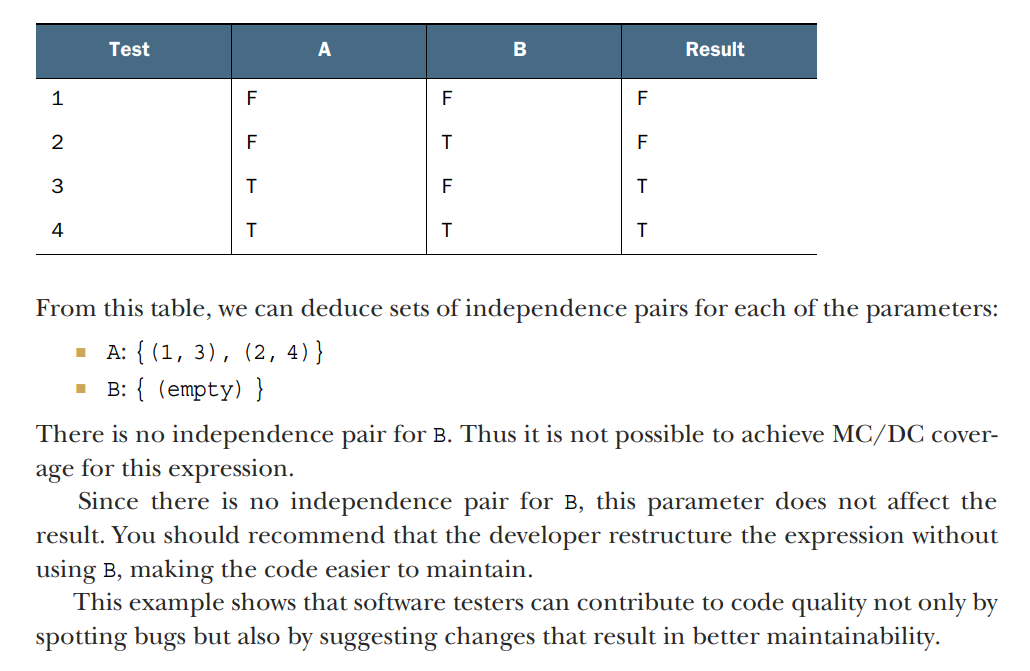 Test A B Result
1 F F F
2 F T F
3 T F T
4 T T T
From this table, we can deduce sets of independence pairs for each of the parameters:
■ A: {(1, 3), (2, 4)}
■ B: { (empty) }
There is no independence pair for B. Thus it is not possible to achieve MC/DC cover-
age for this expression.
Since there is no independence pair for B, this parameter does not affect the
result. You should recommend that the developer restructure the expression without
using B, making the code easier to maintain.
This example shows that software testers can contribute to code quality not only by
spotting bugs but also by suggesting changes that result in better maintainability.